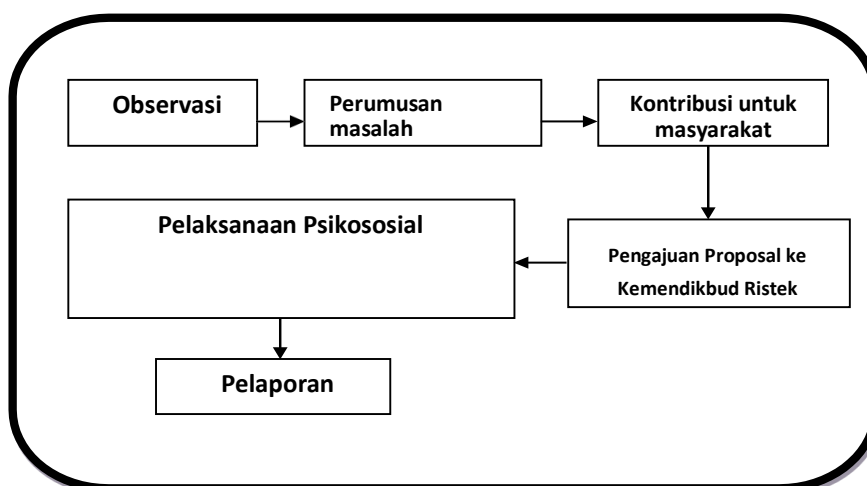 Observasi
Perumusan
masalah
Kontribusi untuk
masyarakat
Pengajuan Proposal ke
Kemendikbud Ristek
Pelaksanaan Psikososial
Pelaporan